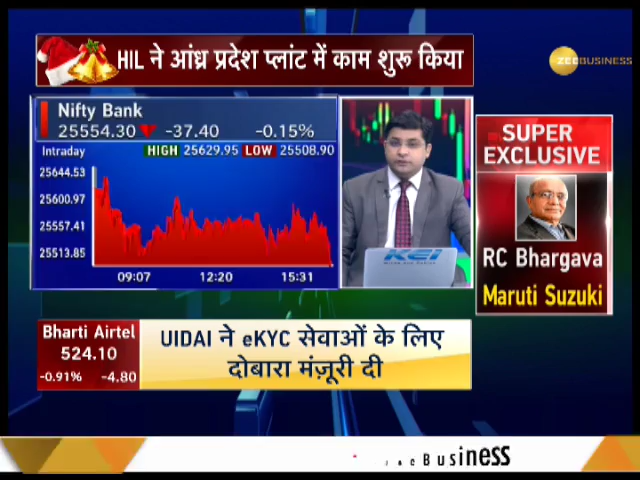 HIL ने आंध्र प्रदेश प्लांट में काम शुरू किया
ZEEBUSINESS
Nifty Bank
25554.30 -37.40 -0.15%
Intraday HIGH 25629.95 LOW 25508.90
25644.53
25600.97
25557.41
25513.85
09:07 12:20 15:31
KEI
SUPER
EXCLUSIVE
RC Bhargava
Maruti Suzuki
Bharti Airtel
524.10
-0.91% -4.80
UIDAI ने eKYC सेवाओं के लिए
दोबारा मंज़ूरी दी
BUSINESS